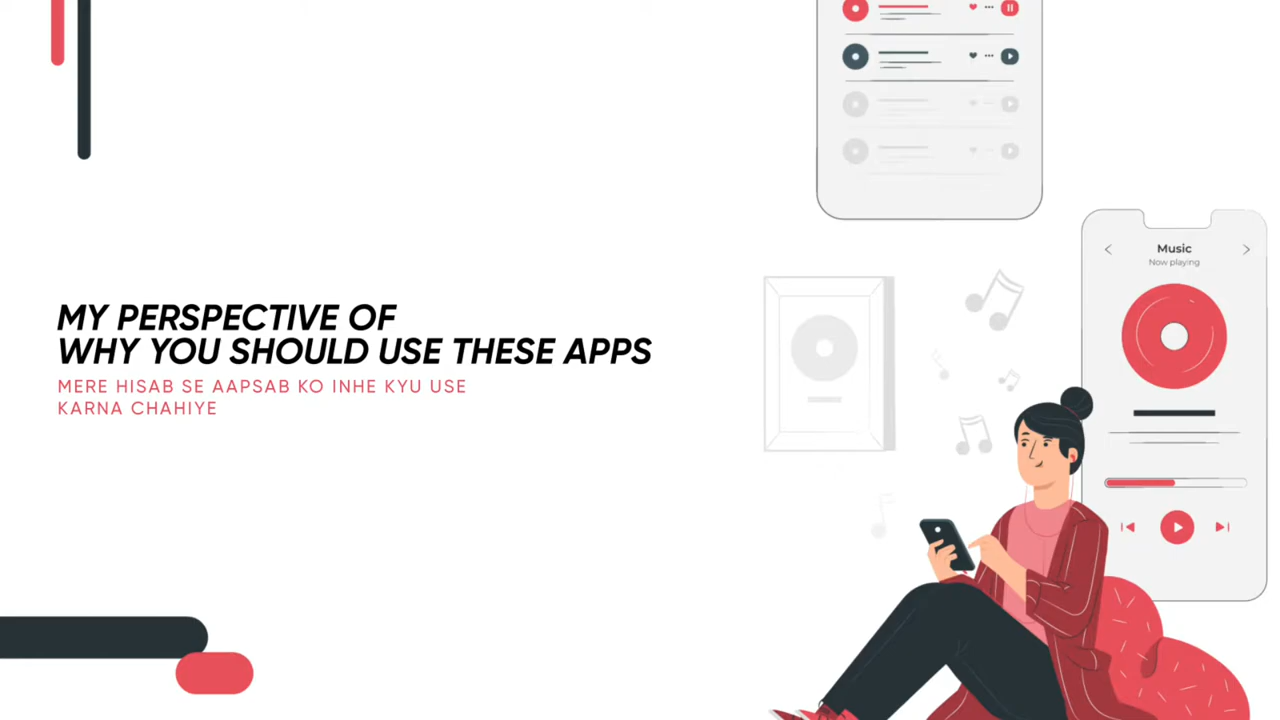 MY PERSPECTIVE OF
WHY YOU SHOULD USE THESE APPS
MERE HISAB SE AAPSAB KO INHE KYU USE
KARNA CHAHIYE
Music
Now playing